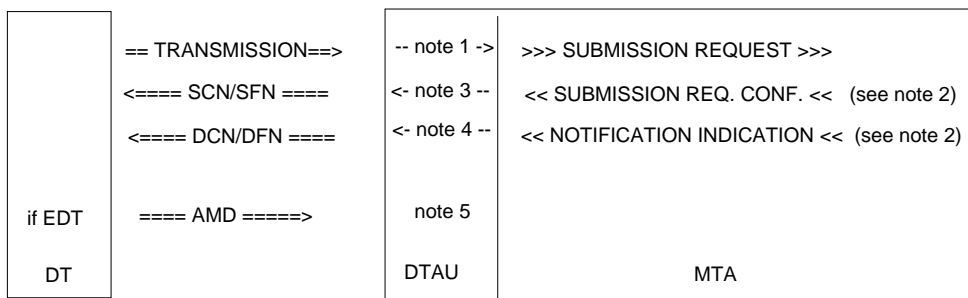 == TRANSMISSION==> -- note 1 -> >>> SUBMISSION REQUEST >>>
<==== SCN/SFN ==== <- note 3 -- << SUBMISSION REQ. CONF. << (see note 2)
<==== DCN/DFN ==== <- note 4 -- << NOTIFICATION INDICATION << (see note 2)
if EDT ==== AMD =====> note 5
DT DTAU MTA